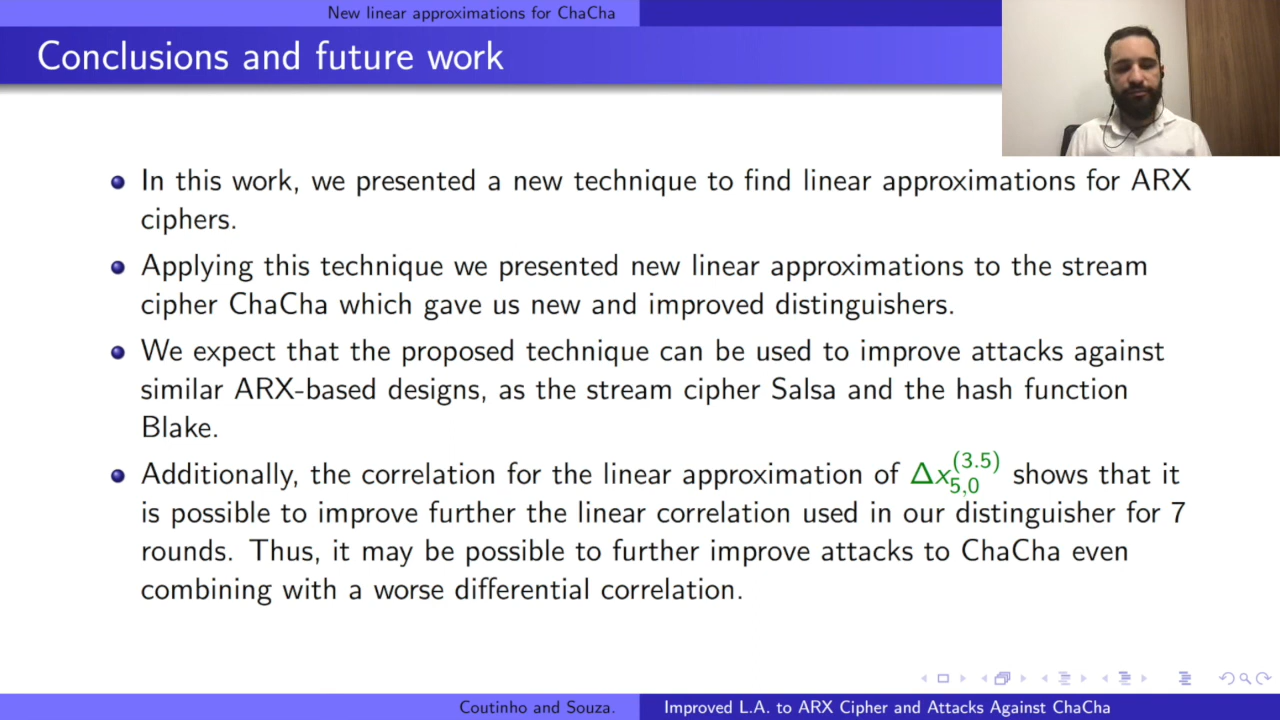 New linear approximations for ChaCha
Conclusions and future work
In this work, we presented a new technique to find linear approximations for ARX
ciphers.
Applying this technique we presented new linear approximations to the stream
cipher ChaCha which gave us new and improved distinguishers.
We expect that the proposed technique can be used to improve attacks against
similar ARX-based designs, as the stream cipher Salsa and the hash function
Blake.
Additionally, the correlation for the linear approximation of Δx_{5,0}^{(3.5)} shows that it
is possible to improve further the linear correlation used in our distinguisher for 7
rounds. Thus, it may be possible to further improve attacks to ChaCha even
combining with a worse differential correlation.
Coutinho and Souza.
Improved L.A. to ARX Cipher and Attacks Against ChaCha